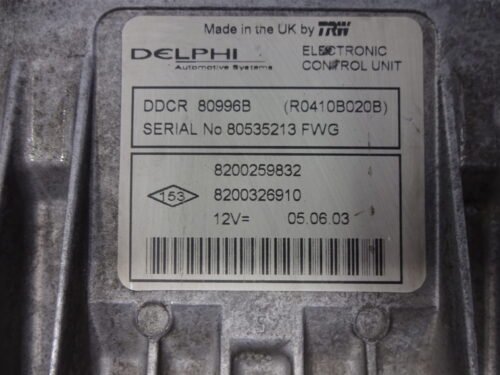 Made in the UK by TRW
DELPHI
Automotive Systems
ELECTRONIC
CONTROL UNIT
DDCR 80996B (R0410B020B)
SERIAL No 80535213 FWG
8200259832
153
8200326910
12V= 05.06.03